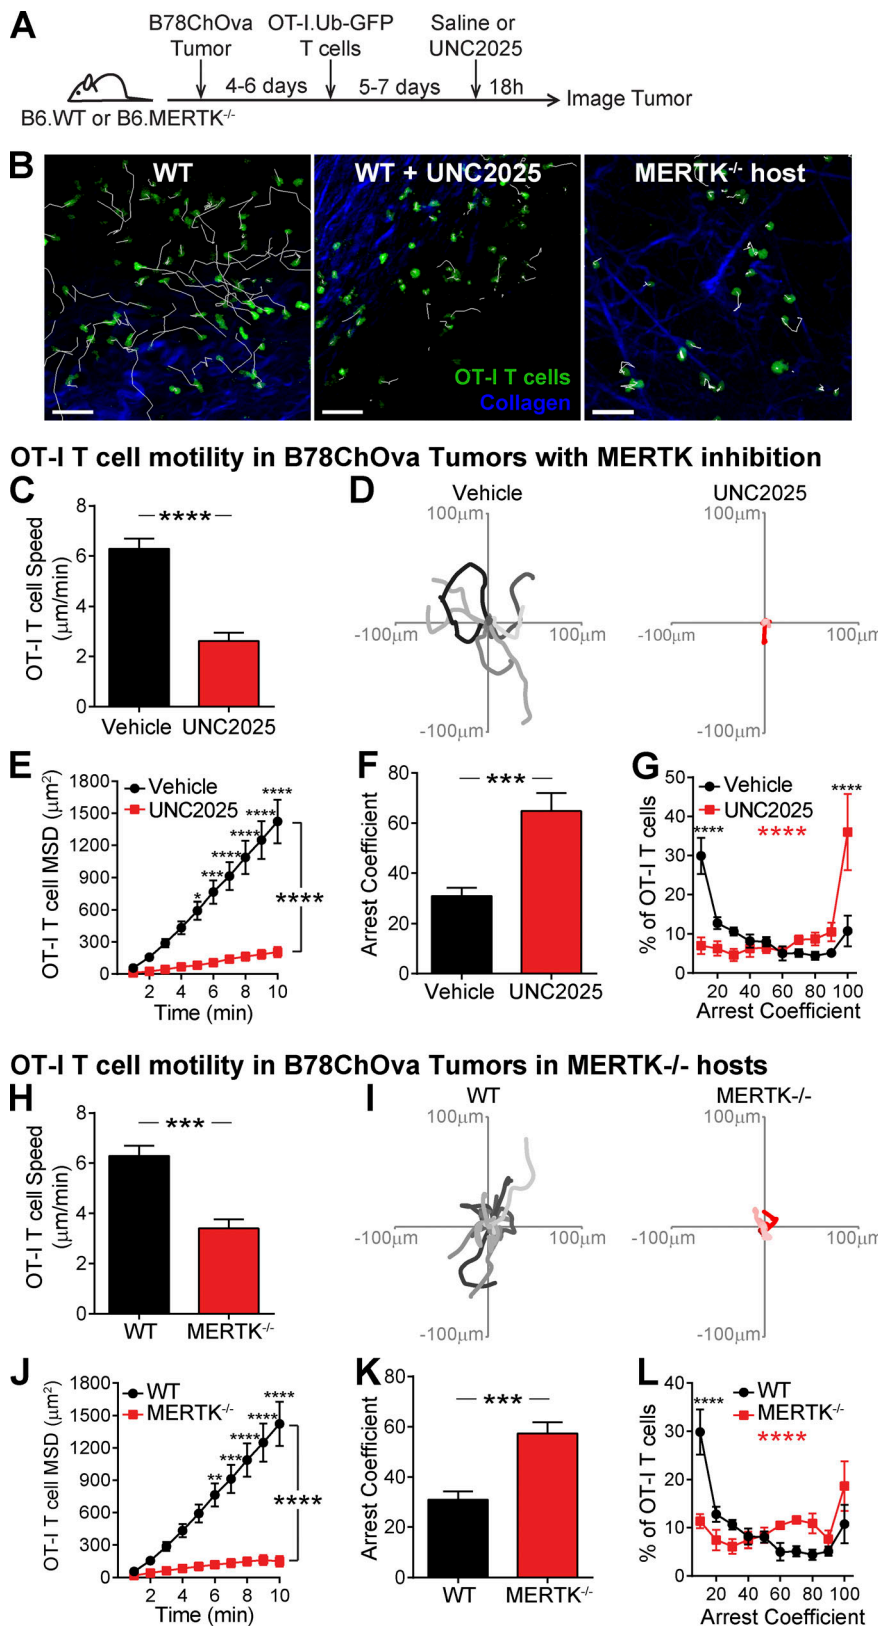 A
B78ChOva Tumor
OT-I.Ub-GFP T cells
Saline or UNC2025
4-6 days
5-7 days
18h
Image Tumor
B6.WT or B6.MERTK-/-
B
WT
WT + UNC2025
MERTK-/- host
OT-I T cells
Collagen
OT-I T cell motility in B78ChOva Tumors with MERTK inhibition
C
OT-I T cell Speed (μm/min)
8
6
4
2
0
****
Vehicle
UNC2025
D
Vehicle
100μm
-100μm
100μm
-100μm
UNC2025
100μm
-100μm
100μm
-100μm
E
OT-I T cell MSD (μm²)
1800
1500
1200
900
600
300
0
Vehicle
UNC2025
*
***
****
****
****
****
****
2 4 6 8 10
Time (min)
F
Arrest Coefficient
80
60
40
20
0
***
Vehicle
UNC2025
G
% of OT-I T cells
50
40
30
20
10
0
Vehicle
UNC2025
****
****
****
20 40 60 80 100
Arrest Coefficient
OT-I T cell motility in B78ChOva Tumors in MERTK-/- hosts
H
OT-I T cell Speed (μm/min)
8
6
4
2
0
***
WT
MERTK-/-
I
WT
100μm
-100μm
100μm
-100μm
MERTK-/-
100μm
-100μm
100μm
-100μm
J
OT-I T cell MSD (μm²)
1800
1500
1200
900
600
300
0
WT
MERTK-/-
**
***
****
****
****
****
2 4 6 8 10
Time (min)
K
Arrest Coefficient
80
60
40
20
0
***
WT
MERTK-/-
L
% of OT-I T cells
40
30
20
10
0
WT
MERTK-/-
****
****
20 40 60 80 100
Arrest Coefficient